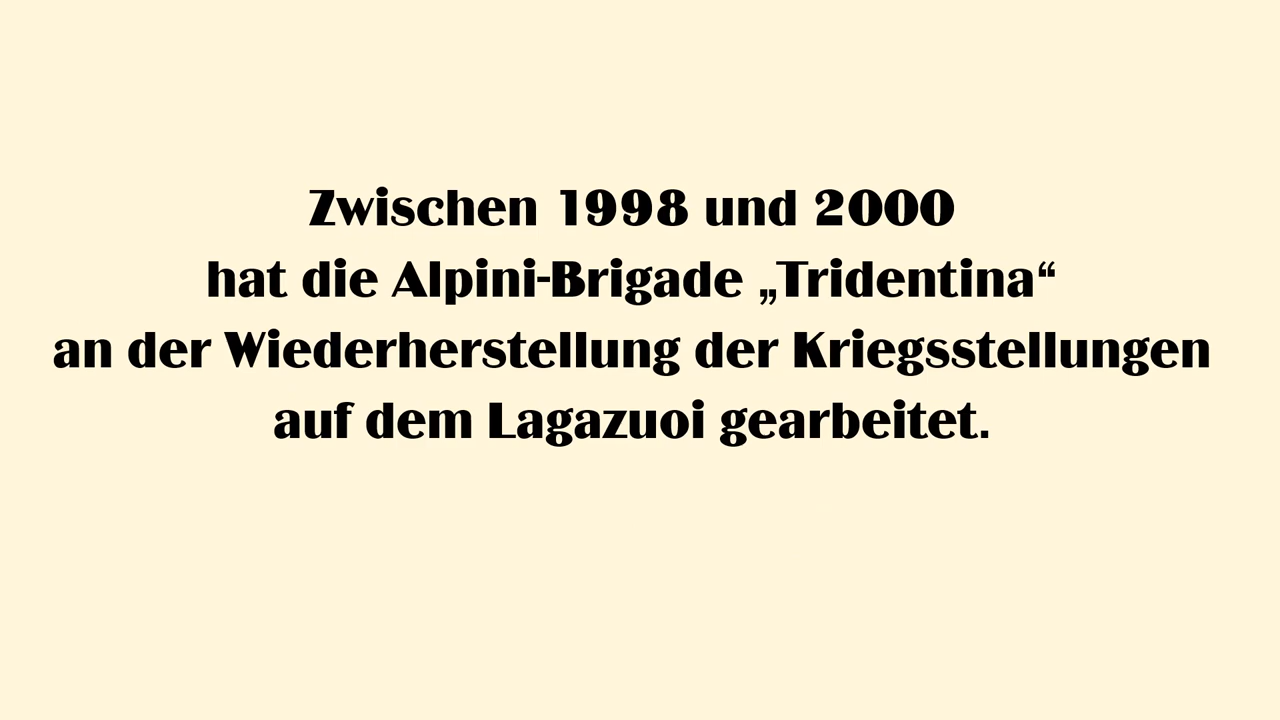 Zwischen 1998 und 2000
hat die Alpini-Brigade „Tridentina“
an der Wiederherstellung der Kriegsstellungen
auf dem Lagazuoi gearbeitet.